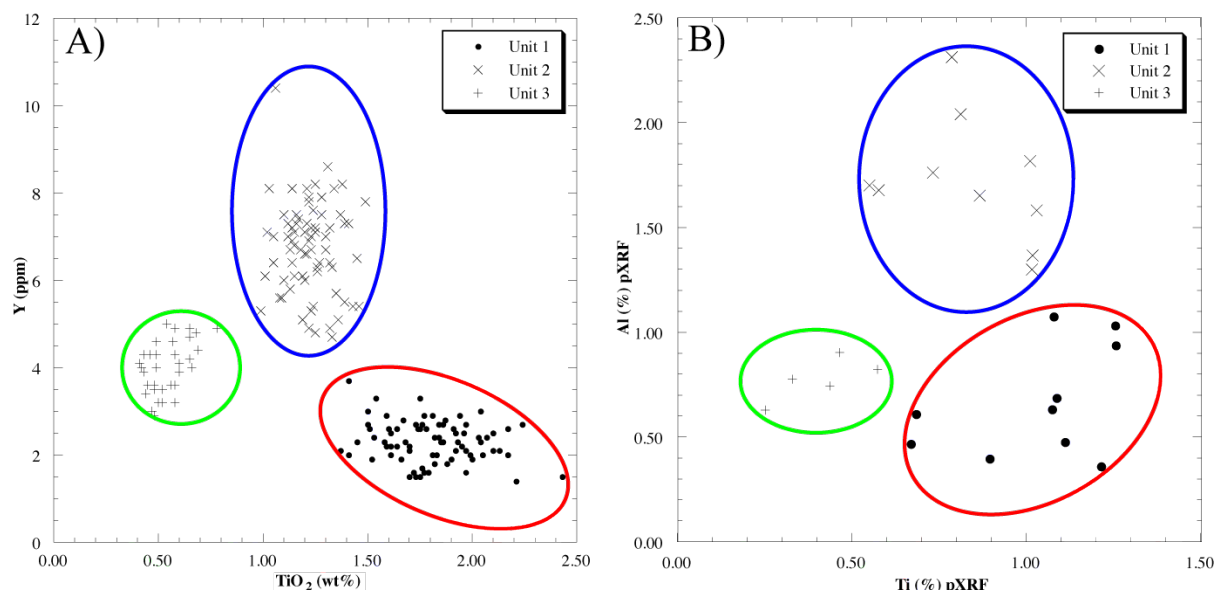 A)
Unit 1
Unit 2
Unit 3
12
10
8
6
4
2
0
Y (ppm)
0.00
0.50
1.00
1.50
2.00
2.50
TiO2 (wt%)
B)
Unit 1
Unit 2
Unit 3
2.50
2.00
1.50
1.00
0.50
0.00
Al (%) pXRF
0.00
0.50
1.00
1.50
Ti (%) pXRF